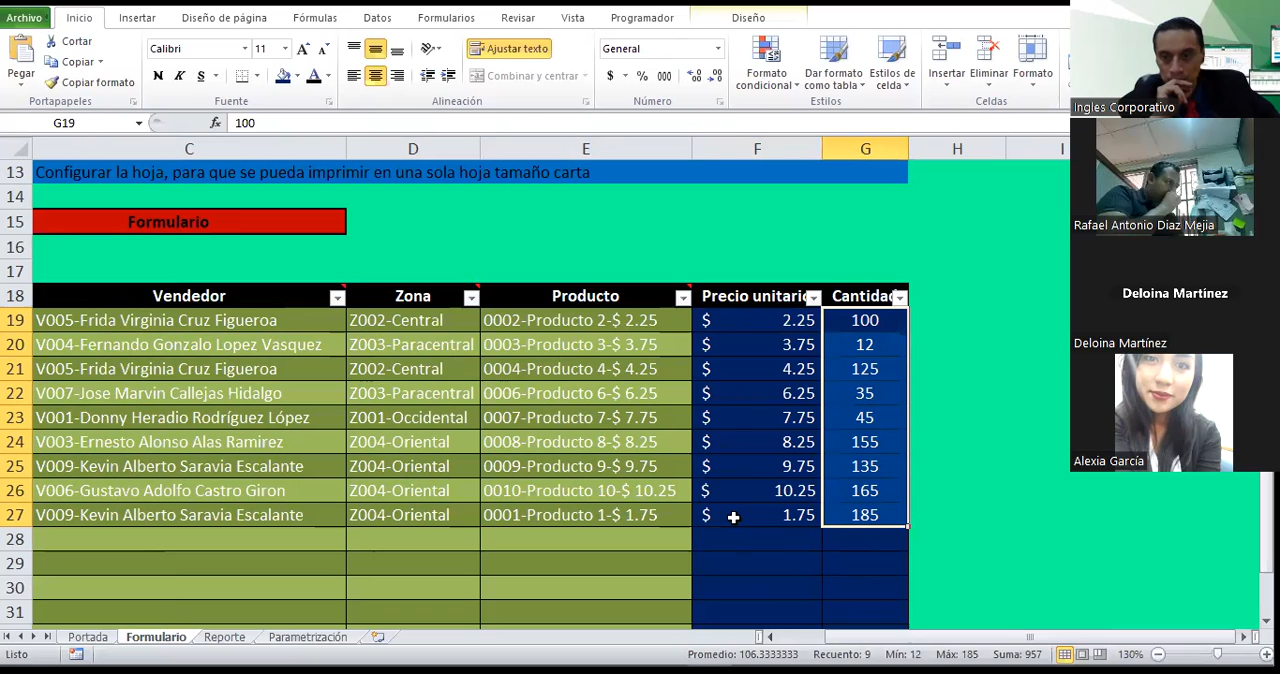 Archivo Inicio Insertar Diseño de página Fórmulas Datos Formularios Revisar Vista Programador Diseño
Pegar Cortar
Copiar
Copiar formato
Portapapeles
Calibri 11
N K S
Fuente
Ajustar texto
Combinar y centrar
Alineación
General
$ % 000
Número
Formato condicional Dar formato como tabla Estilos de celda
Estilos
Insertar Eliminar Formato
Celdas
G19 fx 100
C D E F G H I
13 Configurar la hoja, para que se pueda imprimir en una sola hoja tamaño carta
14
15 Formulario
16
17
18 Vendedor Zona Producto Precio unitario Cantidad
19 V005-Frida Virginia Cruz Figueroa Z002-Central 0002-Producto 2-$ 2.25 $ 2.25 100
20 V004-Fernando Gonzalo Lopez Vasquez Z003-Paracentral 0003-Producto 3-$ 3.75 $ 3.75 12
21 V005-Frida Virginia Cruz Figueroa Z002-Central 0004-Producto 4-$ 4.25 $ 4.25 125
22 V007-Jose Marvin Callejas Hidalgo Z003-Paracentral 0006-Producto 6-$ 6.25 $ 6.25 35
23 V001-Donny Heradio Rodríguez López Z001-Occidental 0007-Producto 7-$ 7.75 $ 7.75 45
24 V003-Ernesto Alonso Alas Ramirez Z004-Oriental 0008-Producto 8-$ 8.25 $ 8.25 155
25 V009-Kevin Alberto Saravia Escalante Z004-Oriental 0009-Producto 9-$ 9.75 $ 9.75 135
26 V006-Gustavo Adolfo Castro Giron Z004-Oriental 0010-Producto 10-$ 10.25 $ 10.25 165
27 V009-Kevin Alberto Saravia Escalante Z004-Oriental 0001-Producto 1-$ 1.75 $ 1.75 185
28
29
30
31
Portada Formulario Reporte Parametrización
Listo Promedio: 106.3333333 Recuento: 9 Mín: 12 Máx: 185 Suma: 957 130%
Ingles Corporativo
Rafael Antonio Diaz Mejia
Deloina Martínez
Deloina Martínez
Alexia García